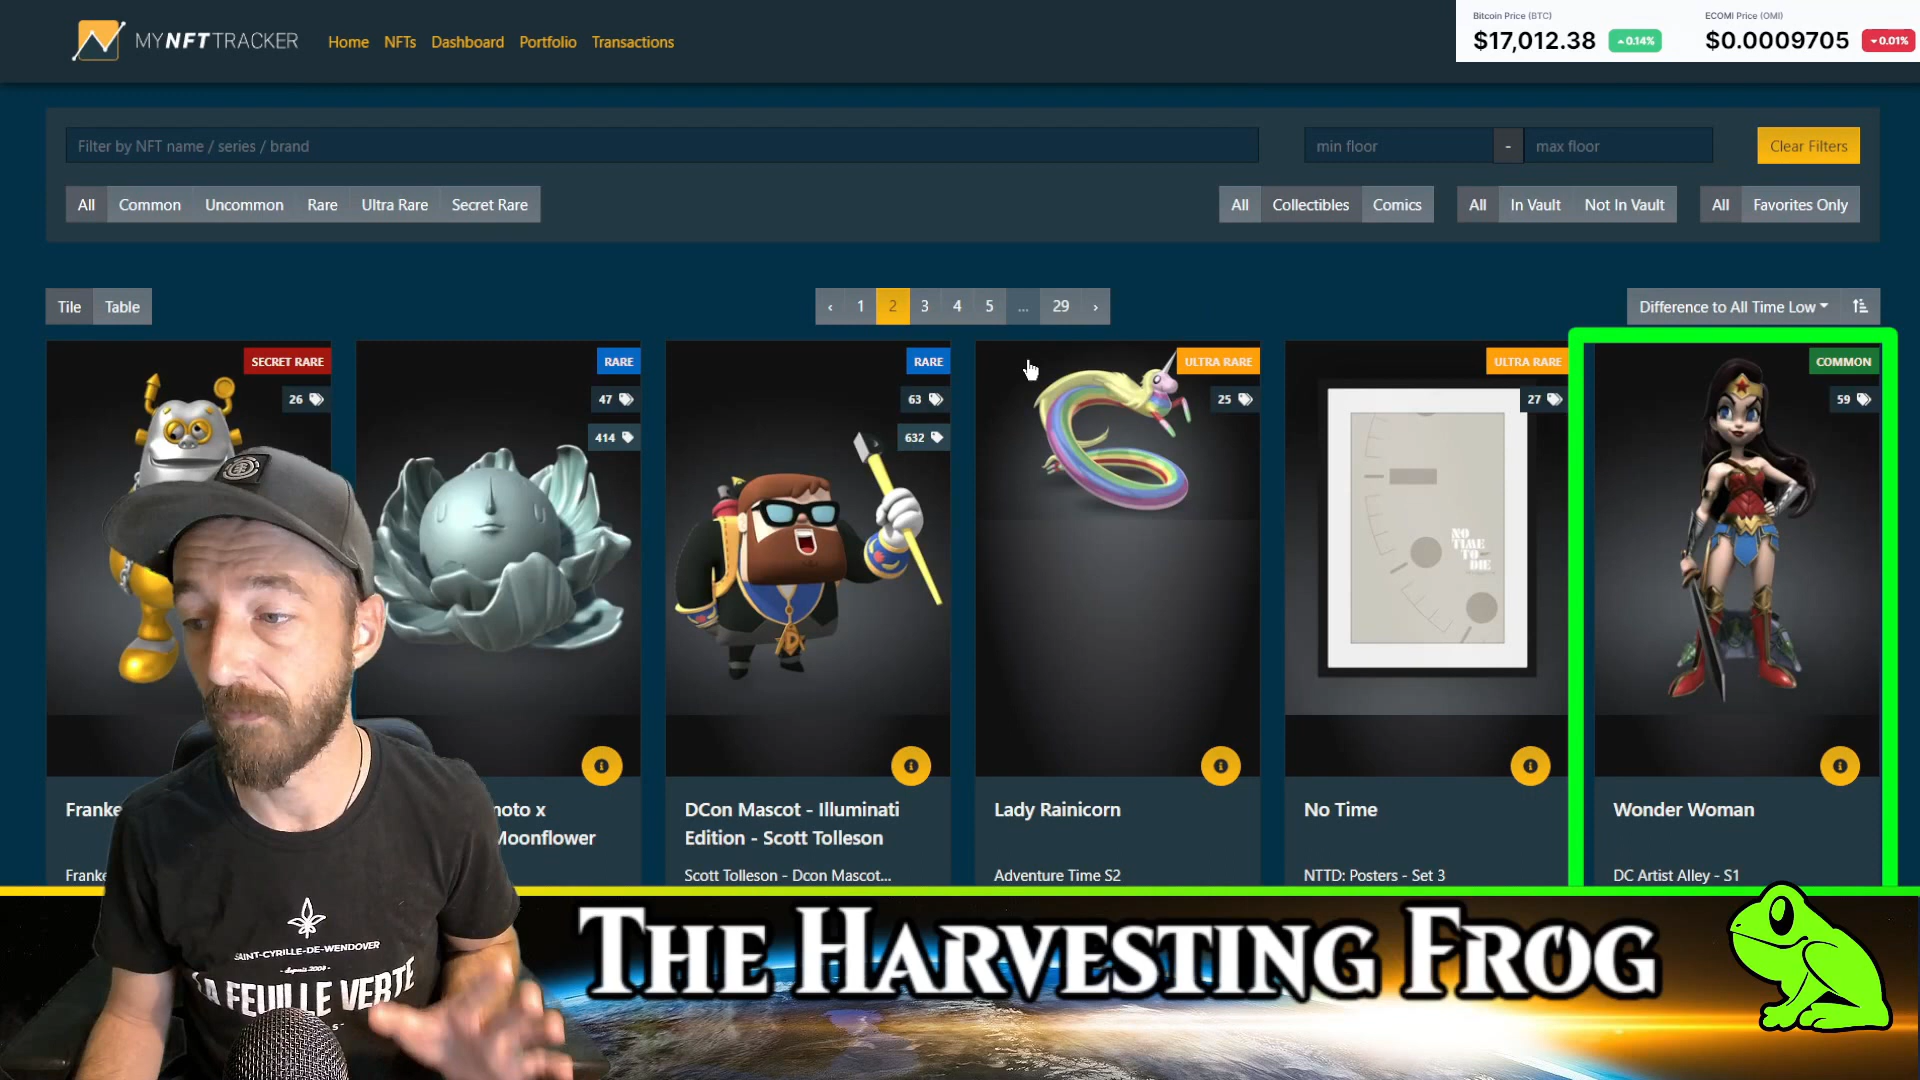 MYNFTTRACKER
Home NFTs Dashboard Portfolio Transactions
Bitcoin Price (BTC)
$17,012.38 0.14%
ECOMI Price (OMI)
$0.0009705 0.01%
Filter by NFT name / series / brand
min floor - max floor
Clear Filters
All Common Uncommon Rare Ultra Rare Secret Rare
All Collectibles Comics
All In Vault Not In Vault
All Favorites Only
Tile Table
‹ 1 2 3 4 5 ... 29 ›
Difference to All Time Low
SECRET RARE
26
RARE
47
414
RARE
63
632
ULTRA RARE
25
ULTRA RARE
27
NO
TIME
TO
DIE
COMMON
59
Franke
Franke
noto x
Moonflower
DCon Mascot - Illuminati
Edition - Scott Tolleson
Scott Tolleson - Dcon Mascot...
Lady Rainicorn
Adventure Time S2
No Time
NTTD: Posters - Set 3
Wonder Woman
DC Artist Alley - S1
SAINT-CYRILLE-DE-WENDOVER
LA FEUILLE VERTE
THE HARVESTING FROG